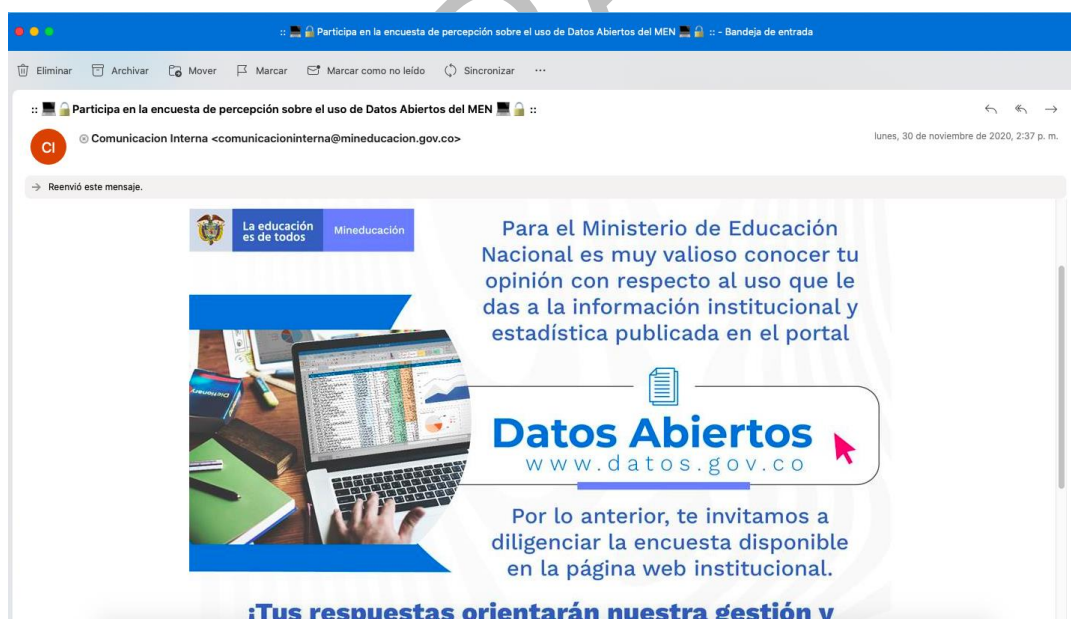 :: 💻🔒 Participa en la encuesta de percepción sobre el uso de Datos Abiertos del MEN 💻🔒 :: - Bandeja de entrada
Eliminar Archivar Mover Marcar Marcar como no leído Sincronizar ...
:: 💻🔒 Participa en la encuesta de percepción sobre el uso de Datos Abiertos del MEN 💻🔒 ::
CI
Comunicacion Interna <comunicacioninterna@mineducacion.gov.co>
lunes, 30 de noviembre de 2020, 2:37 p. m.
Reenvió este mensaje.
La educación
es de todos
Mineducación
Para el Ministerio de Educación
Nacional es muy valioso conocer tu
opinión con respecto al uso que le
das a la información institucional y
estadística publicada en el portal
Dictionary
Datos Abiertos
www.datos.gov.co
Por lo anterior, te invitamos a
diligenciar la encuesta disponible
en la página web institucional.
¡Tus respuestas orientarán nuestra gestión y